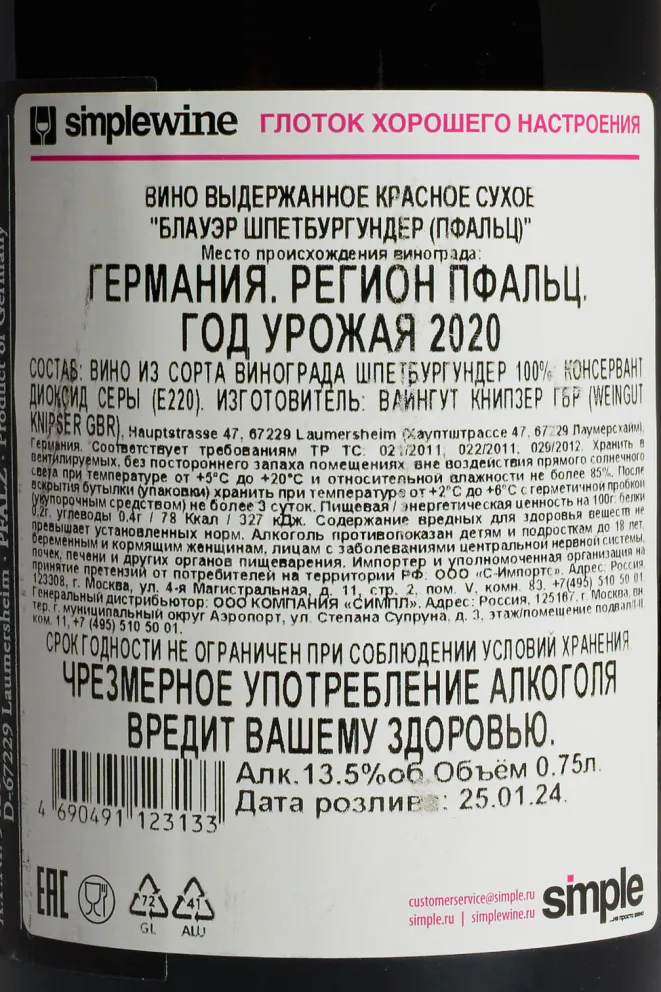 simplewine ГЛОТОК ХОРОШЕГО НАСТРОЕНИЯ
ВИНО ВЫДЕРЖАННОЕ КРАСНОЕ СУХОЕ
"БЛАУЭР ШПЕТБУРГУНДЕР (ПФАЛЬЦ)"
Место происхождения винограда:
ГЕРМАНИЯ. РЕГИОН ПФАЛЬЦ.
ГОД УРОЖАЯ 2020
СОСТАВ: ВИНО ИЗ СОРТА ВИНОГРАДА ШПЕТБУРГУНДЕР 100% КОНСЕРВАНТ
ДИОКСИД СЕРЫ (E220). ИЗГОТОВИТЕЛЬ: ВАЙНГУТ КНИПЗЕР ГБР (WEINGUT
KNIPSER GBR), Hauptstrasse 47, 67229 Laumersheim (Хауптштрассе 47, 67229 Лаумерсхайм),
Германия. Соответствует требованиям ТР ТС: 021/2011, 022/2011, 029/2012. Хранить в
вентилируемых, без постороннего запаха помещениях, вне воздействия прямого солнечного
света при температуре от +5°C до +20°C и относительной влажности не более 85%. После
вскрытия бутылки (упаковки) хранить при температуре от +2°C до +6°C с герметичной пробкой
(укупорочным средством) не более 3 суток. Пищевая / энергетическая ценность на 100г: белки
0,2г, углеводы 0,4г / 78 Ккал / 327 кДж. Содержание вредных для здоровья веществ не
превышает установленных норм. Алкоголь противопоказан детям и подросткам до 18 лет,
беременным и кормящим женщинам, лицам с заболеваниями центральной нервной системы,
почек, печени и других органов пищеварения. Импортер и уполномоченная организация на
принятие претензий от потребителей на территории РФ: ООО «С-Импортс». Адрес: Россия,
123308, г. Москва, ул. 4-я Магистральная, д. 11, стр. 2, пом. V, комн. 83, +7(495) 510 50 01.
Генеральный дистрибьютор: ООО КОМПАНИЯ «СИМПЛ». Адрес: Россия, 125167, г. Москва, вн
тер. г. муниципальный округ Аэропорт, ул. Степана Супруна, д. 3, этаж/помещение
ком. 11, +7 (495) 510 50 01.
СРОК ГОДНОСТИ НЕ ОГРАНИЧЕН ПРИ СОБЛЮДЕНИИ УСЛОВИЙ ХРАНЕНИЯ
ЧРЕЗМЕРНОЕ УПОТРЕБЛЕНИЕ АЛКОГОЛЯ
ВРЕДИТ ВАШЕМУ ЗДОРОВЬЮ.
Алк.13.5%об Объём 0.75л.
Дата розлива: 25.01.24.
4 690491 123133
EAC
72
GL
41
ALU
customerservice@simple.ru
simple.ru | simplewine.ru
simple
...не просто вино
D-67229 Laumersheim · PFALZ · Product of Germany